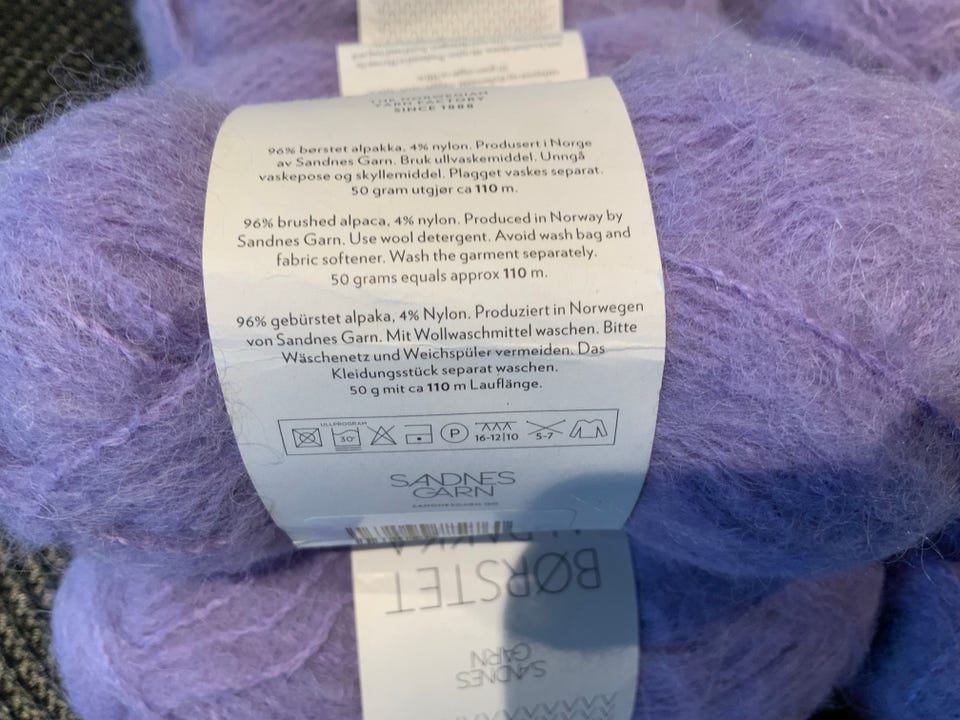 THE NORWEGIAN
YARN FACTORY
SINCE 1888
96% børstet alpakka, 4% nylon. Produsert i Norge
av Sandnes Garn. Bruk ullvaskemiddel. Unngå
vaskepose og skyllemiddel. Plagget vaskes separat.
50 gram utgjør ca 110 m.
96% brushed alpaca, 4% nylon. Produced in Norway by
Sandnes Garn. Use wool detergent. Avoid wash bag and
fabric softener. Wash the garment separately.
50 grams equals approx 110 m.
96% gebürstet alpaka, 4% Nylon. Produziert in Norwegen
von Sandnes Garn. Mit Wollwaschmittel waschen. Bitte
Wäschenetz und Weichspüler vermeiden. Das
Kleidungsstück separat waschen.
50 g mit ca 110 m Lauflänge.
ULLPROGRAM
30° P 16-12|10 5-7
SANDNES
GARN
SANDNESGARN.NO
ALPAKKA
BØRSTET
SANDNES
GARN